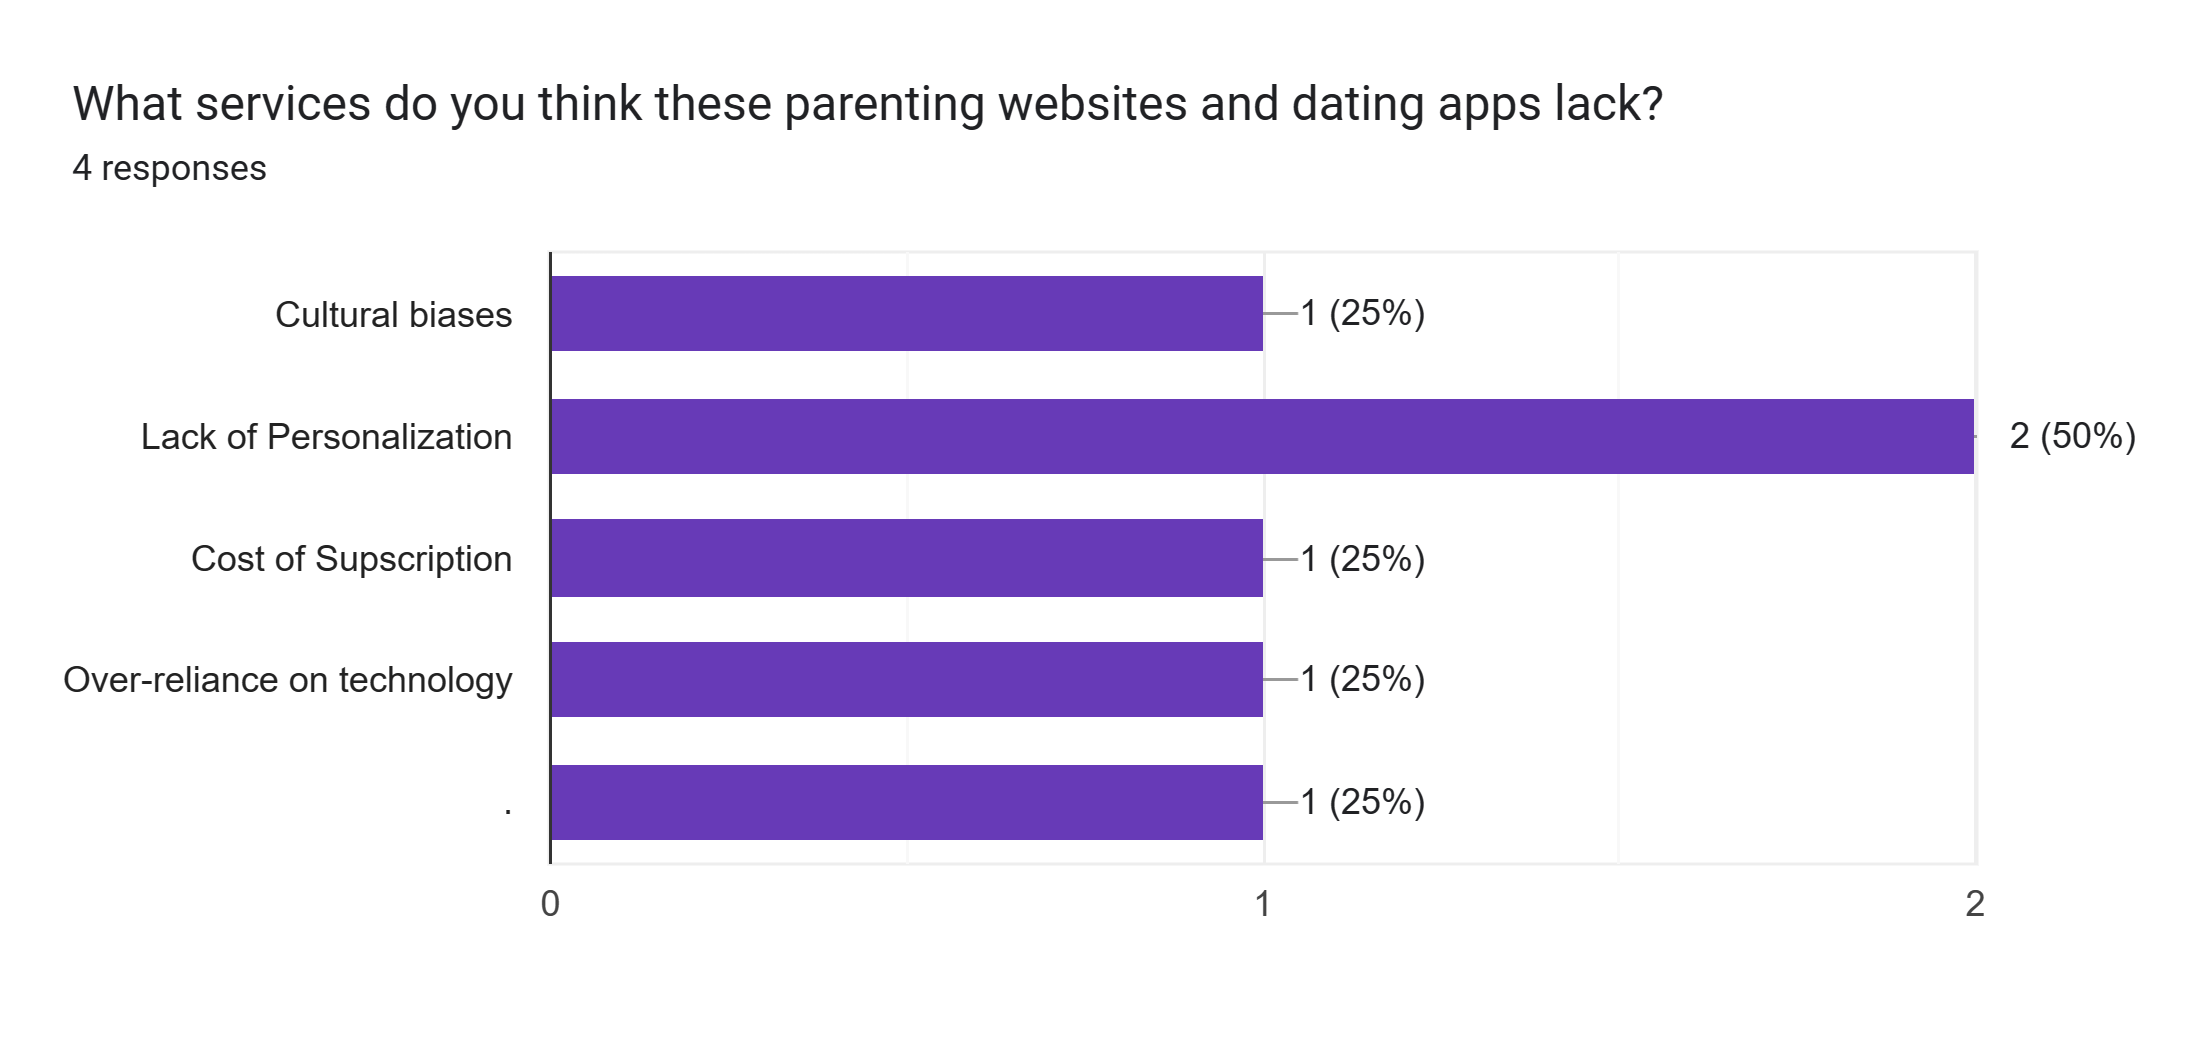 What services do you think these parenting websites and dating apps lack?
4 responses
Cultural biases
1 (25%)
Lack of Personalization
2 (50%)
Cost of Supscription
1 (25%)
Over-reliance on technology
1 (25%)
.
1 (25%)
0 1 2